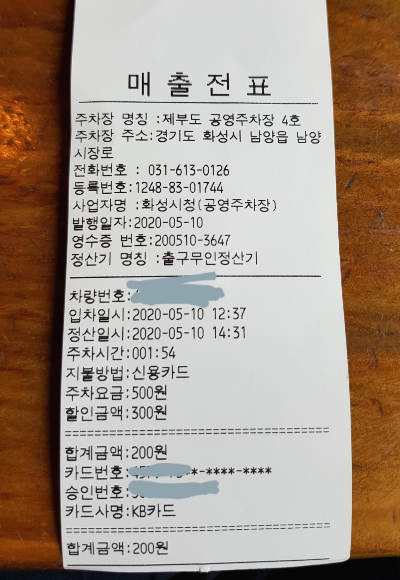 매 출 전 표
주차장 명칭 :제부도 공영주차장 4호
주차장 주소:경기도 화성시 남양읍 남양
시장로
전화번호 : 031-613-0126
등록번호:1248-83-01744
사업자명 :화성시청(공영주차장)
발행일자:2020-05-10
영수증 번호:200510-3647
정산기 명칭 :출구무인정산기
차량번호:
입차일시:2020-05-10 12:37
정산일시:2020-05-10 14:31
주차시간:001:54
지불방법:신용카드
주차요금:500원
할인금액:300원
합계금액:200원
카드번호: *-****-****
승인번호:
카드사명:KB카드
합계금액:200원